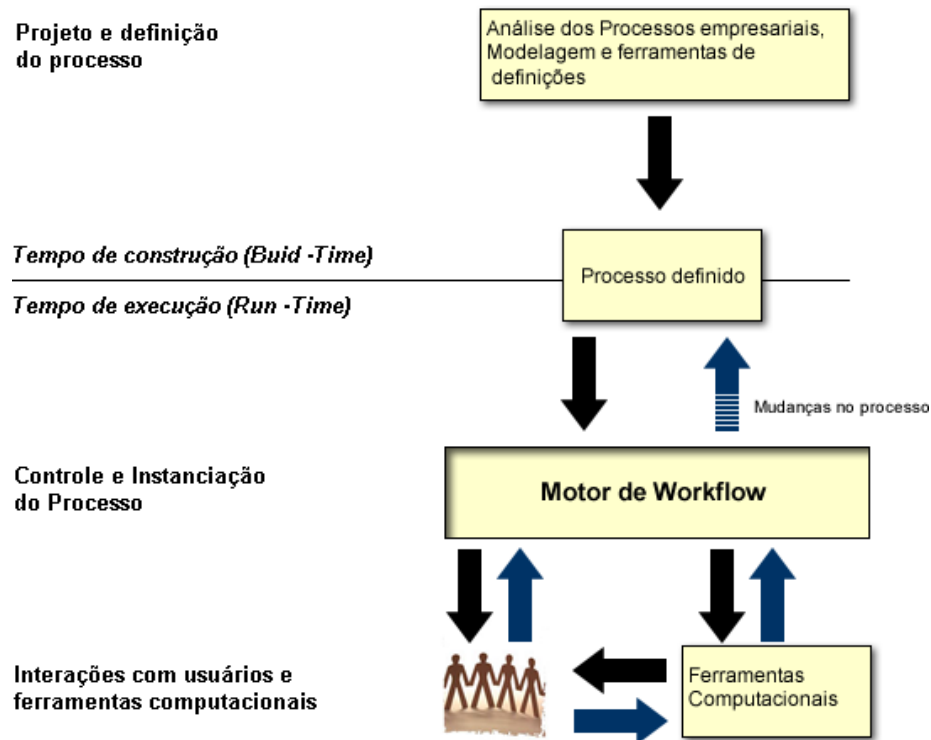 Projeto e definição
do processo
Análise dos Processos empresariais,
Modelagem e ferramentas de
definições
Tempo de construção (Buid -Time)
Processo definido
Tempo de execução (Run -Time)
Mudanças no processo
Controle e Instanciação
do Processo
Motor de Workflow
Interações com usuários e
ferramentas computacionais
Ferramentas
Computacionais